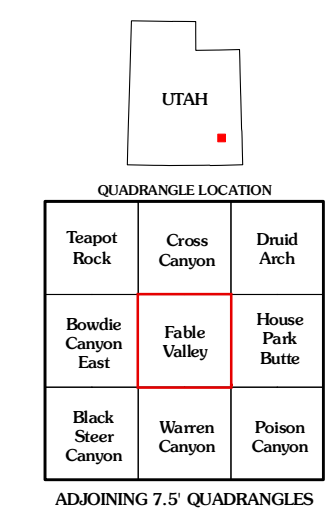 UTAH
QUADRANGLE LOCATION
Teapot
Rock
Cross
Canyon
Druid
Arch
Bowdie
Canyon
East
Fable
Valley
House
Park
Butte
Black
Steer
Canyon
Warren
Canyon
Poison
Canyon
ADJOINING 7.5' QUADRANGLES